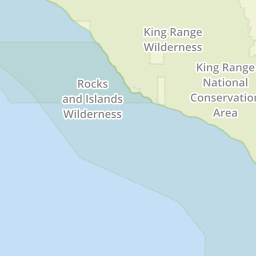 King Range
Wilderness
Rocks
and Islands
Wilderness
King Range
National
Conservation
Area